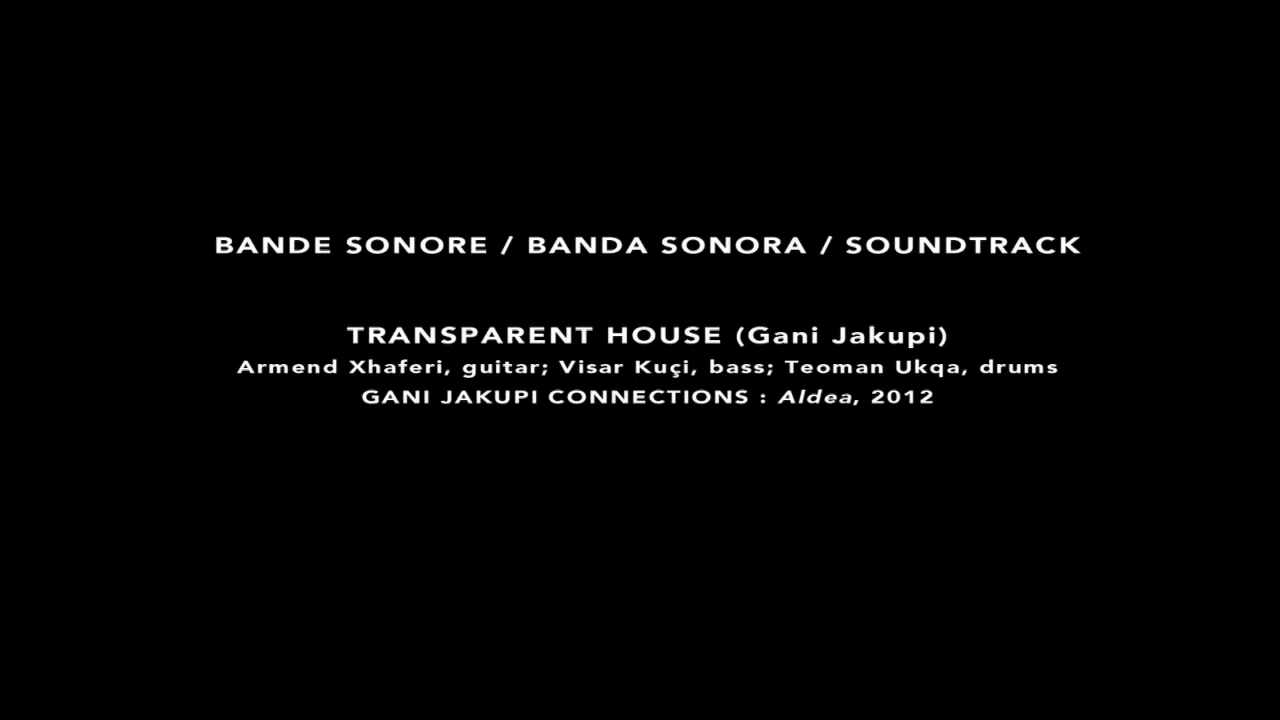 BANDE SONORE / BANDA SONORA / SOUNDTRACK
TRANSPARENT HOUSE (Gani Jakupi)
Armend Xhaferi, guitar; Visar Kuçi, bass; Teoman Ukqa, drums
GANI JAKUPI CONNECTIONS : Aldea, 2012